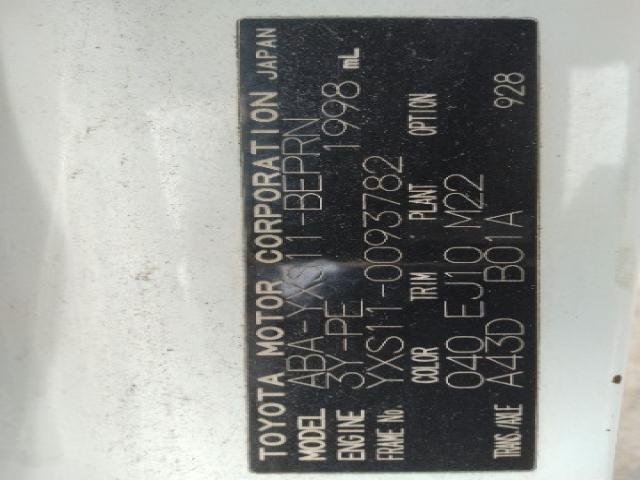 TOYOTA MOTOR CORPORATION JAPAN
MODEL ABA-YXS11-BEPRN
ENGINE 3Y-PE 1998 mL
FRAME No. YXS11-0093782
COLOR TRIM PLANT OPTION
040 EJ10 M22
TRANS./AXLE A43D B01A 928